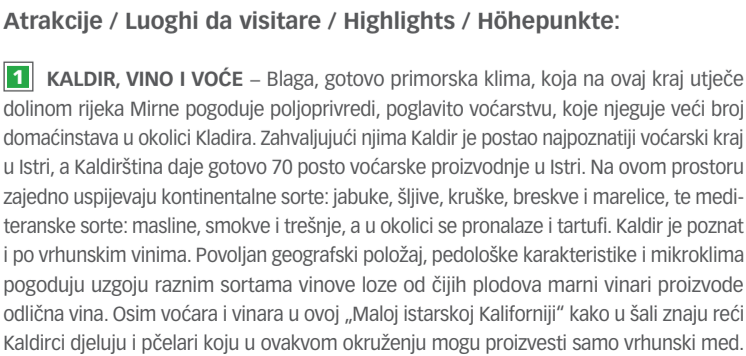 Atrakcije / Luoghi da visitare / Highlights / Höhepunkte:
1 KALDIR, VINO I VOĆE – Blaga, gotovo primorska klima, koja na ovaj kraj utječe
dolinom rijeka Mirne pogoduje poljoprivredi, poglavito voćarstvu, koje njeguje veći broj
domaćinstava u okolici Kladira. Zahvaljujući njima Kaldir je postao najpoznatiji voćarski kraj
u Istri, a Kaldirština daje gotovo 70 posto voćarske proizvodnje u Istri. Na ovom prostoru
zajedno uspijevaju kontinentalne sorte: jabuke, šljive, kruške, breskve i marelice, te medi-
teranske sorte: masline, smokve i trešnje, a u okolici se pronalaze i tartufi. Kaldir je poznat
i po vrhunskim vinima. Povoljan geografski položaj, pedološke karakteristike i mikroklima
pogoduju uzgoju raznim sortama vinove loze od čijih plodova marni vinari proizvode
odlična vina. Osim voćara i vinara u ovoj „Maloj istarskoj Kaliforniji“ kako u šali znaju reći
Kaldirci djeluju i pčelari koju u ovakvom okruženju mogu proizvesti samo vrhunski med.